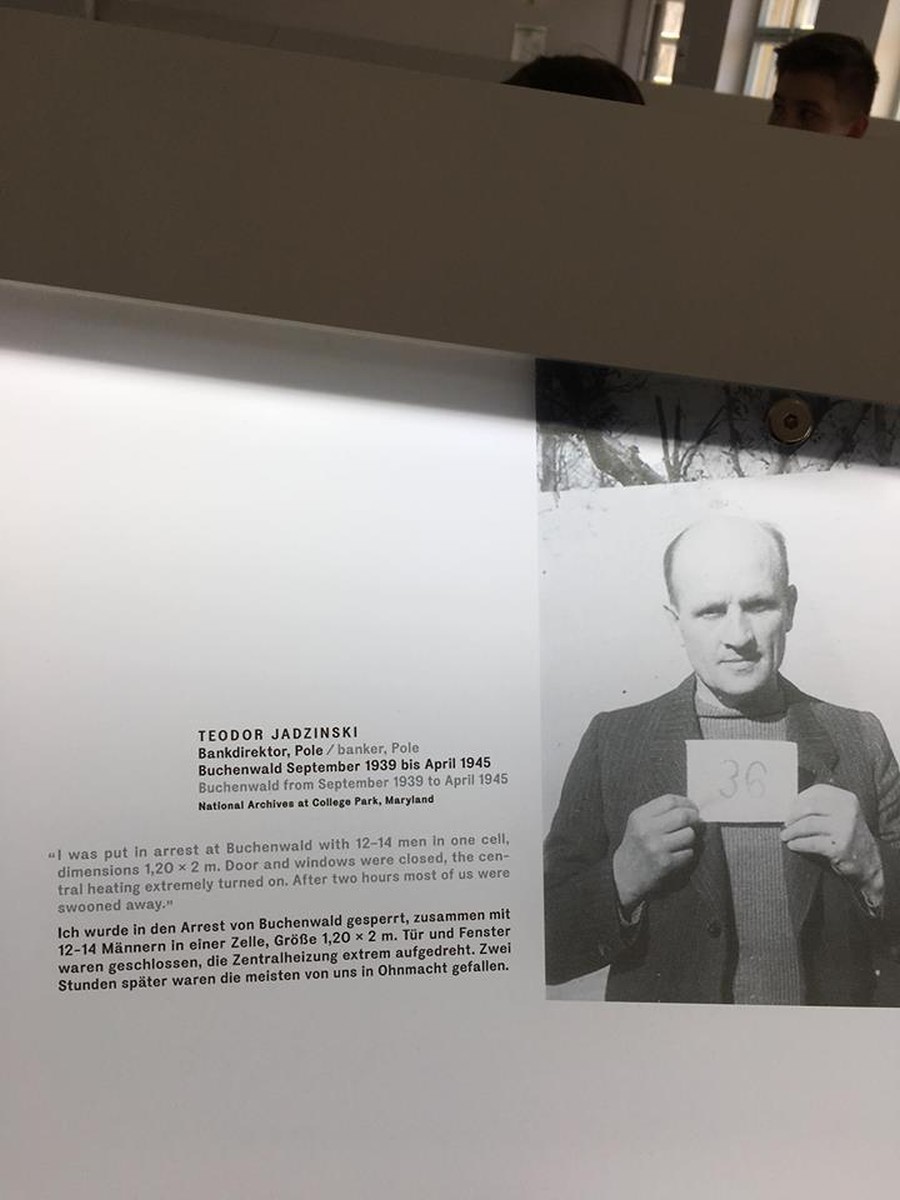 TEODOR JADZINSKI
Bankdirektor, Pole / banker, Pole
Buchenwald September 1939 bis April 1945
Buchenwald from September 1939 to April 1945
National Archives at College Park, Maryland
“I was put in arrest at Buchenwald with 12–14 men in one cell,
dimensions 1,20 × 2 m. Door and windows were closed, the cen-
tral heating extremely turned on. After two hours most of us were
swooned away.”
Ich wurde in den Arrest von Buchenwald gesperrt, zusammen mit
12–14 Männern in einer Zelle, Größe 1,20 × 2 m. Tür und Fenster
waren geschlossen, die Zentralheizung extrem aufgedreht. Zwei
Stunden später waren die meisten von uns in Ohnmacht gefallen.
36